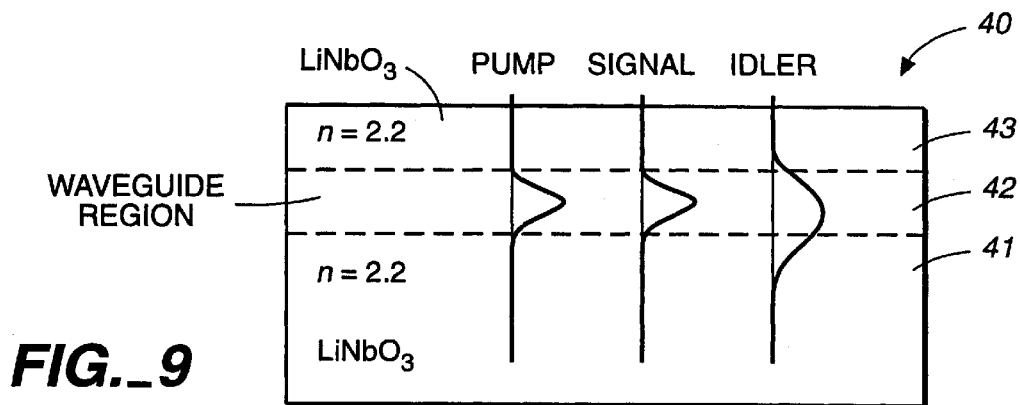 40
LiNbO3 PUMP SIGNAL IDLER
n = 2.2
43
WAVEGUIDE
REGION
42
n = 2.2
41
LiNbO3
FIG._9